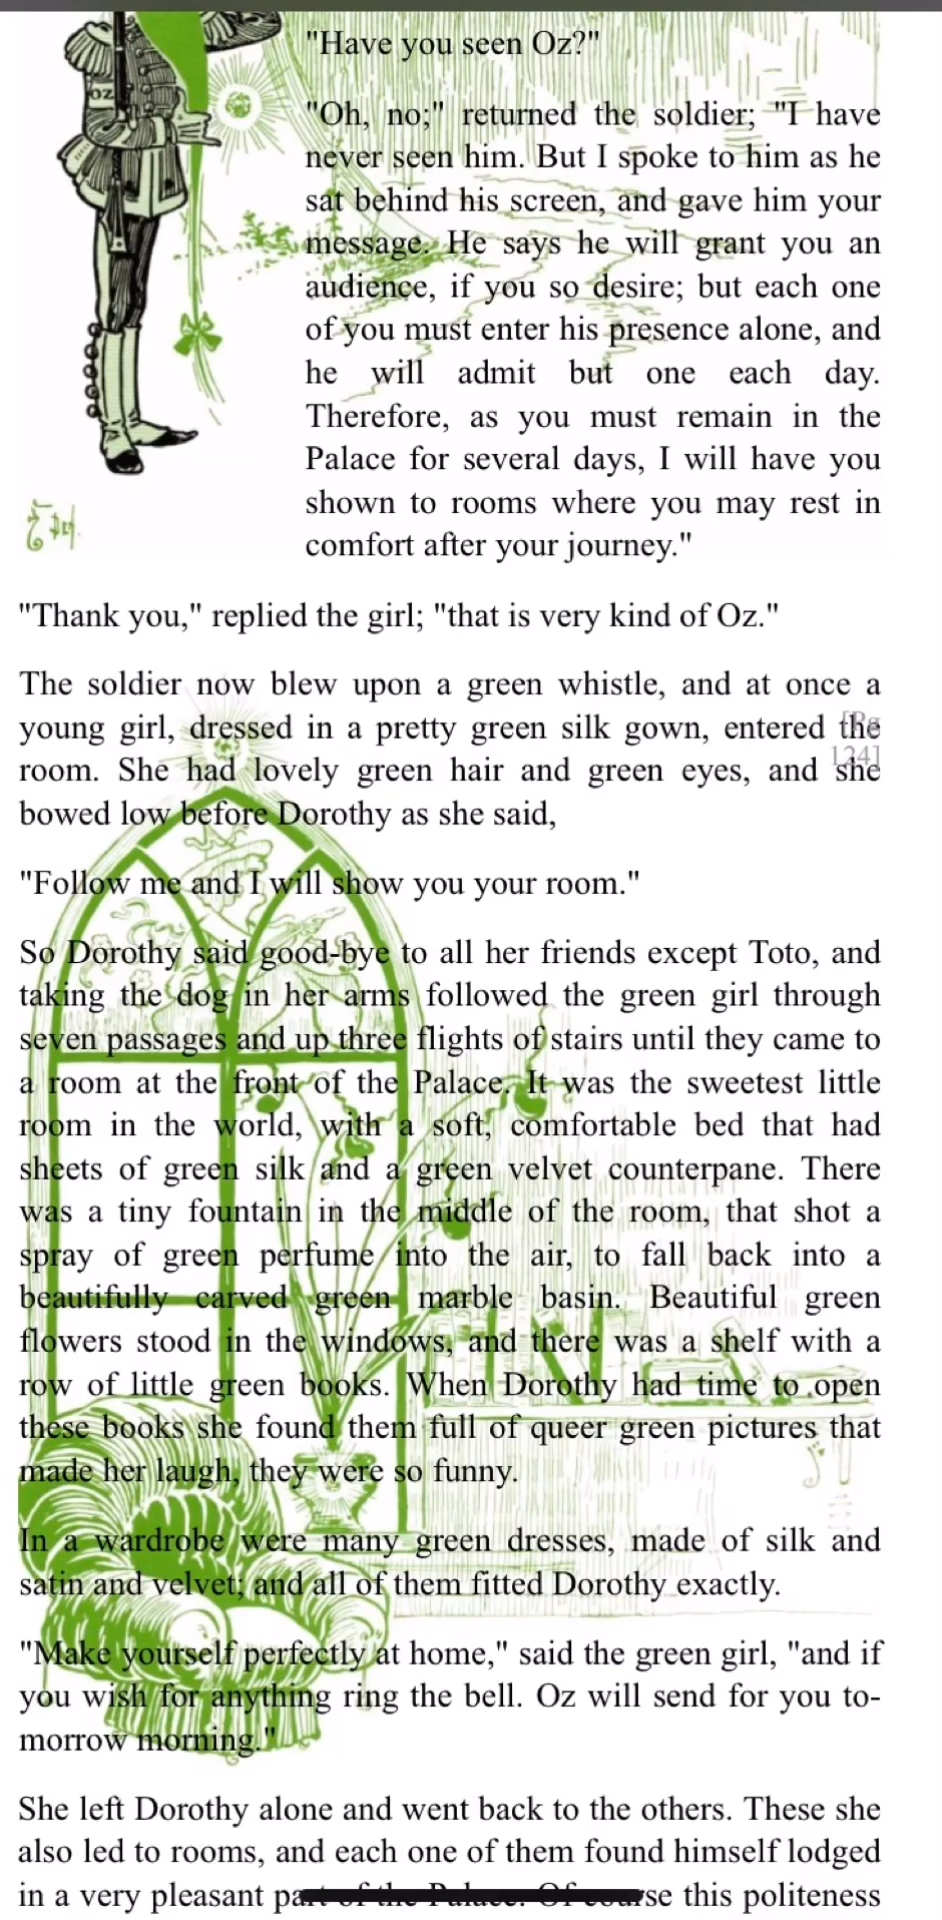 "Have you seen Oz?"
OZ
"Oh, no;" returned the soldier; "I have
never seen him. But I spoke to him as he
sat behind his screen, and gave him your
message. He says he will grant you an
audience, if you so desire; but each one
of you must enter his presence alone, and
he will admit but one each day.
Therefore, as you must remain in the
Palace for several days, I will have you
shown to rooms where you may rest in
comfort after your journey."
"Thank you," replied the girl; "that is very kind of Oz."
The soldier now blew upon a green whistle, and at once a
young girl, dressed in a pretty green silk gown, entered the
[Pg
room. She had lovely green hair and green eyes, and she
124]
bowed low before Dorothy as she said,
"Follow me and I will show you your room."
So Dorothy said good-bye to all her friends except Toto, and
taking the dog in her arms followed the green girl through
seven passages and up three flights of stairs until they came to
a room at the front of the Palace. It was the sweetest little
room in the world, with a soft, comfortable bed that had
sheets of green silk and a green velvet counterpane. There
was a tiny fountain in the middle of the room, that shot a
spray of green perfume into the air, to fall back into a
beautifully carved green marble basin. Beautiful green
flowers stood in the windows, and there was a shelf with a
row of little green books. When Dorothy had time to open
these books she found them full of queer green pictures that
made her laugh, they were so funny.
In a wardrobe were many green dresses, made of silk and
satin and velvet; and all of them fitted Dorothy exactly.
"Make yourself perfectly at home," said the green girl, "and if
you wish for anything ring the bell. Oz will send for you to-
morrow morning."
She left Dorothy alone and went back to the others. These she
also led to rooms, and each one of them found himself lodged
in a very pleasant part of the Palace. Of course this politeness